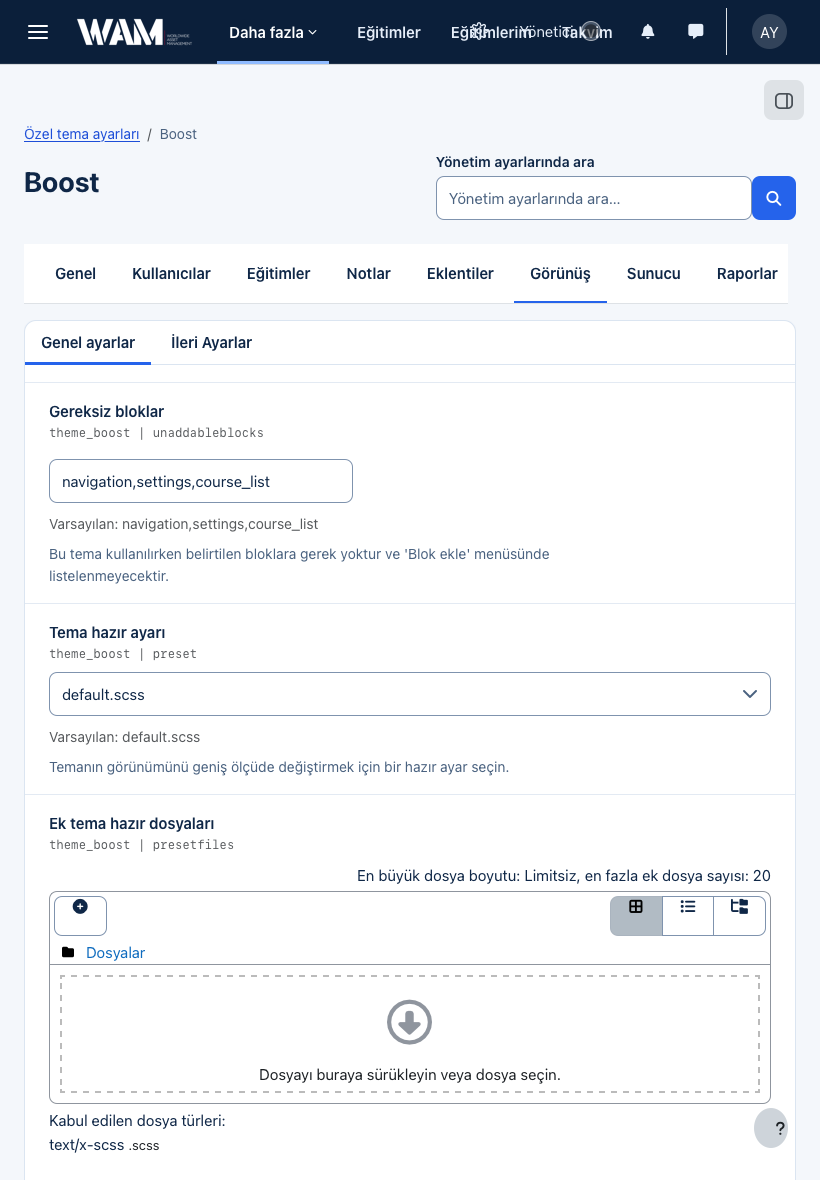 WAM
Daha fazla
Eğitimler
Eğitimlerim
Yönetici
Takvim
AY
Özel tema ayarları / Boost
Boost
Yönetim ayarlarında ara
Yönetim ayarlarında ara...
Genel Kullanıcılar Eğitimler Notlar Eklentiler Görünüş Sunucu Raporlar
Genel ayarlar İleri Ayarlar
Gereksiz bloklar
theme_boost | unaddableblocks
navigation,settings,course_list
Varsayılan: navigation,settings,course_list
Bu tema kullanılırken belirtilen bloklara gerek yoktur ve 'Blok ekle' menüsünde
listelenmeyecektir.
Tema hazır ayarı
theme_boost | preset
default.scss
Varsayılan: default.scss
Temanın görünümünü geniş ölçüde değiştirmek için bir hazır ayar seçin.
Ek tema hazır dosyaları
theme_boost | presetfiles
En büyük dosya boyutu: Limitsiz, en fazla ek dosya sayısı: 20
Dosyalar
Dosyayı buraya sürükleyin veya dosya seçin.
Kabul edilen dosya türleri:
text/x-scss .scss
?